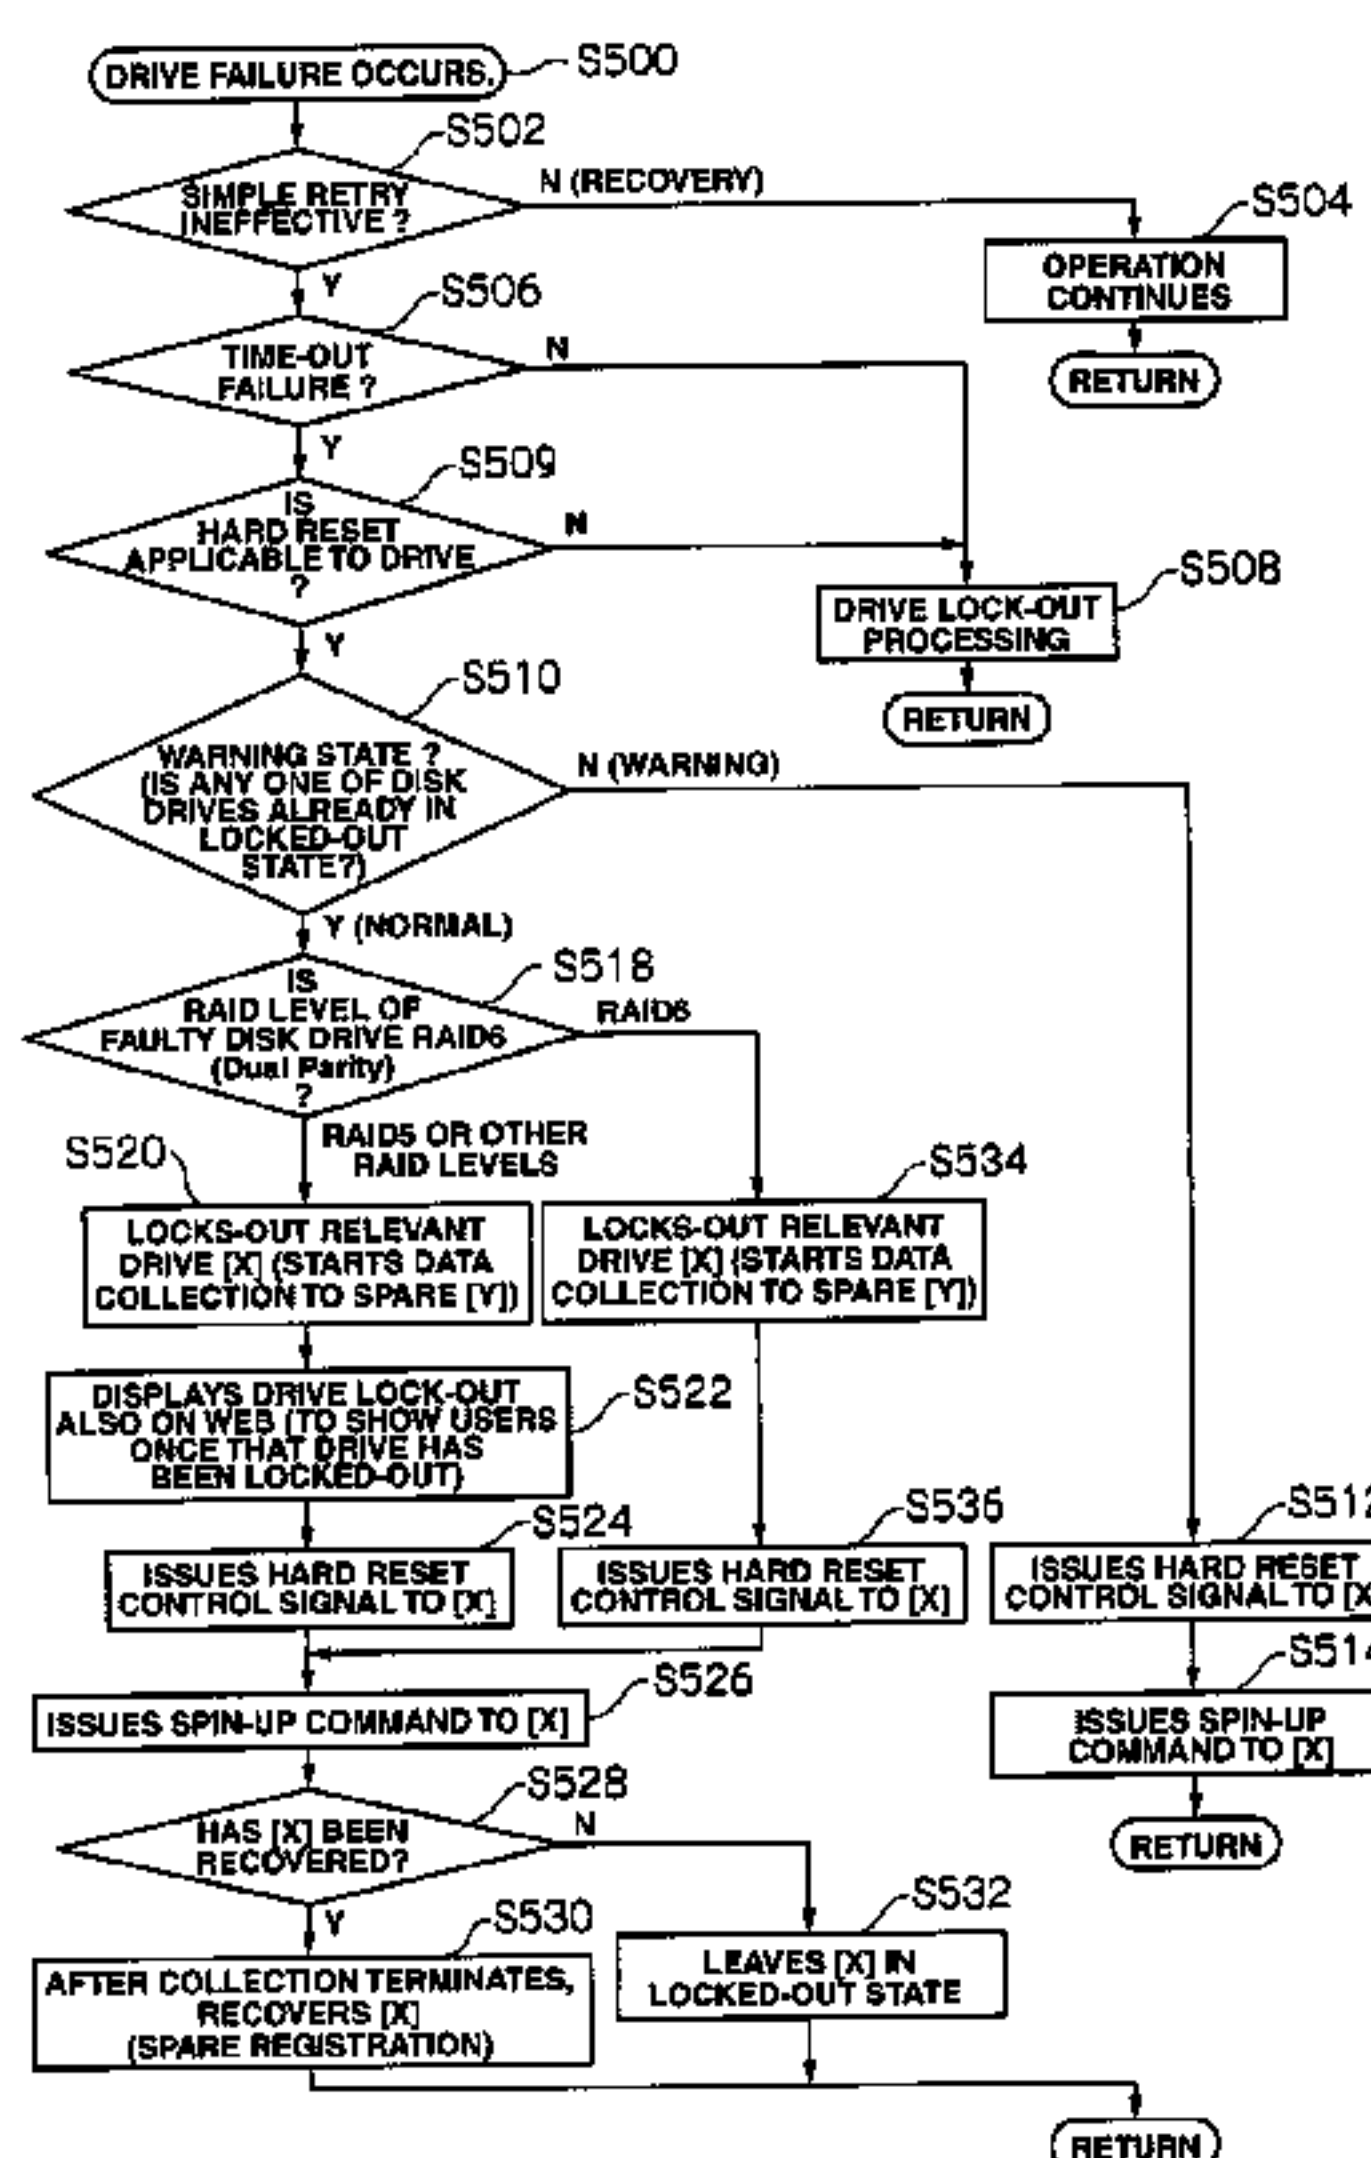 DRIVE FAILURE OCCURS.
S500
S502
SIMPLE RETRY
INEFFECTIVE ?
N (RECOVERY)
S504
OPERATION
CONTINUES
RETURN
Y
S506
TIME-OUT
FAILURE ?
N
Y
S509
IS
HARD RESET
APPLICABLE TO DRIVE
?
N
S508
DRIVE LOCK-OUT
PROCESSING
RETURN
Y
S510
WARNING STATE ?
(IS ANY ONE OF DISK
DRIVES ALREADY IN
LOCKED-OUT
STATE?)
N (WARNING)
Y (NORMAL)
S518
IS
RAID LEVEL OF
FAULTY DISK DRIVE RAID6
(Dual Parity)
?
RAID6
RAID5 OR OTHER
RAID LEVELS
S520
LOCKS-OUT RELEVANT
DRIVE [X] (STARTS DATA
COLLECTION TO SPARE [Y])
S534
LOCKS-OUT RELEVANT
DRIVE [X] (STARTS DATA
COLLECTION TO SPARE [Y])
DISPLAYS DRIVE LOCK-OUT
ALSO ON WEB (TO SHOW USERS
ONCE THAT DRIVE HAS
BEEN LOCKED-OUT)
S522
S524
ISSUES HARD RESET
CONTROL SIGNAL TO [X]
S536
ISSUES HARD RESET
CONTROL SIGNAL TO [X]
S512
ISSUES HARD RESET
CONTROL SIGNAL TO [X
S526
ISSUES SPIN-UP COMMAND TO [X]
S514
ISSUES SPIN-UP
COMMAND TO [X]
RETURN
S528
HAS [X] BEEN
RECOVERED?
N
Y
S530
AFTER COLLECTION TERMINATES,
RECOVERS [X]
(SPARE REGISTRATION)
S532
LEAVES [X] IN
LOCKED-OUT STATE
RETURN